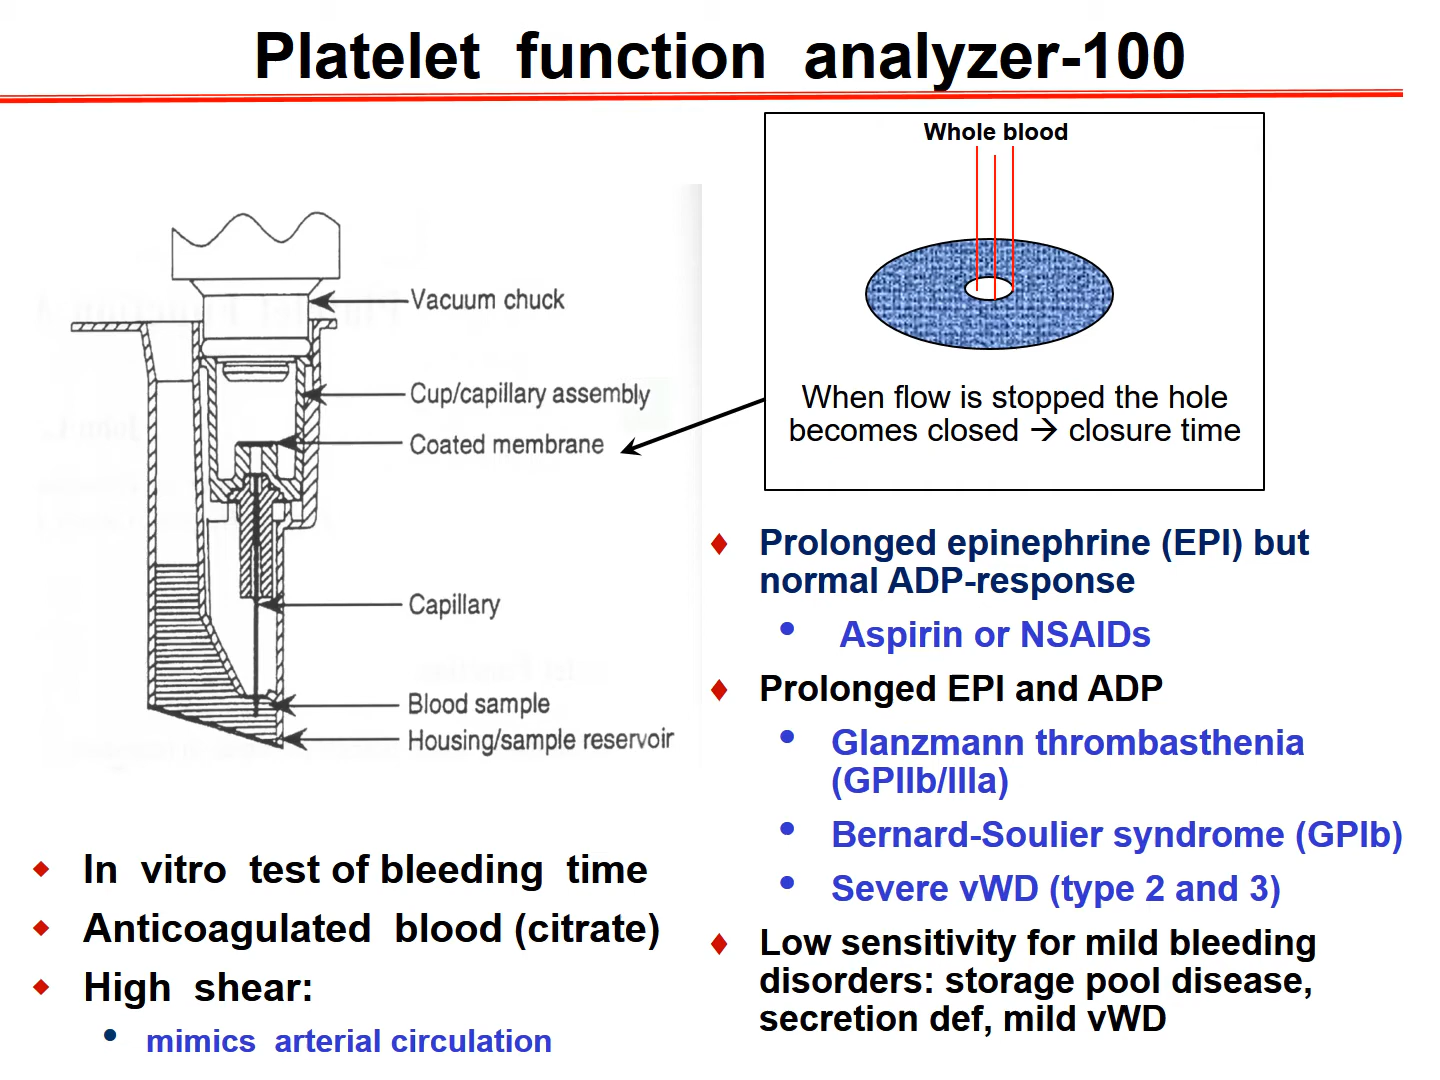 Platelet function analyzer-100
Whole blood
When flow is stopped the hole
becomes closed → closure time
Vacuum chuck
Cup/capillary assembly
Coated membrane
Capillary
Blood sample
Housing/sample reservoir
♦ In vitro test of bleeding time
♦ Anticoagulated blood (citrate)
♦ High shear:
• mimics arterial circulation
♦ Prolonged epinephrine (EPI) but
normal ADP-response
• Aspirin or NSAIDs
♦ Prolonged EPI and ADP
• Glanzmann thrombasthenia
(GPIIb/IIIa)
• Bernard-Soulier syndrome (GPIb)
• Severe vWD (type 2 and 3)
♦ Low sensitivity for mild bleeding
disorders: storage pool disease,
secretion def, mild vWD